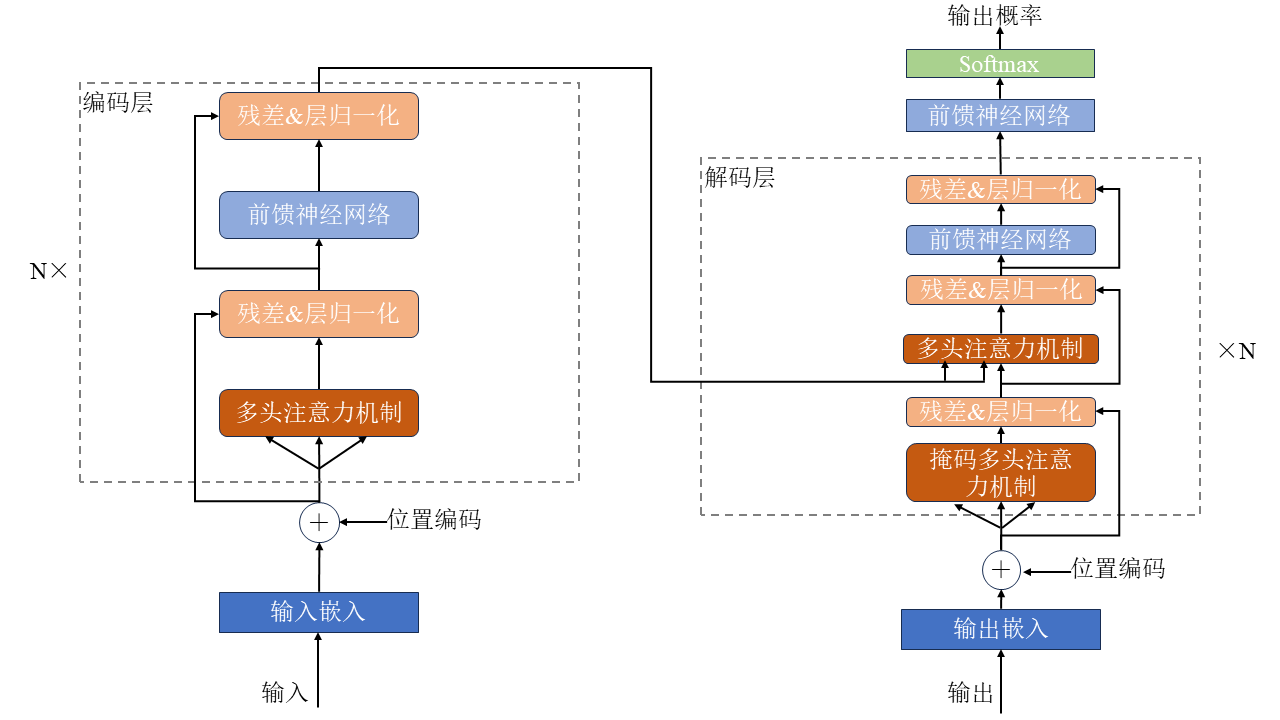 编码层
残差&层归一化
前馈神经网络
N×
残差&层归一化
多头注意力机制
+
位置编码
输入嵌入
输入
输出概率
Softmax
前馈神经网络
解码层
残差&层归一化
前馈神经网络
残差&层归一化
多头注意力机制
×N
残差&层归一化
掩码多头注意
力机制
+
位置编码
输出嵌入
输出